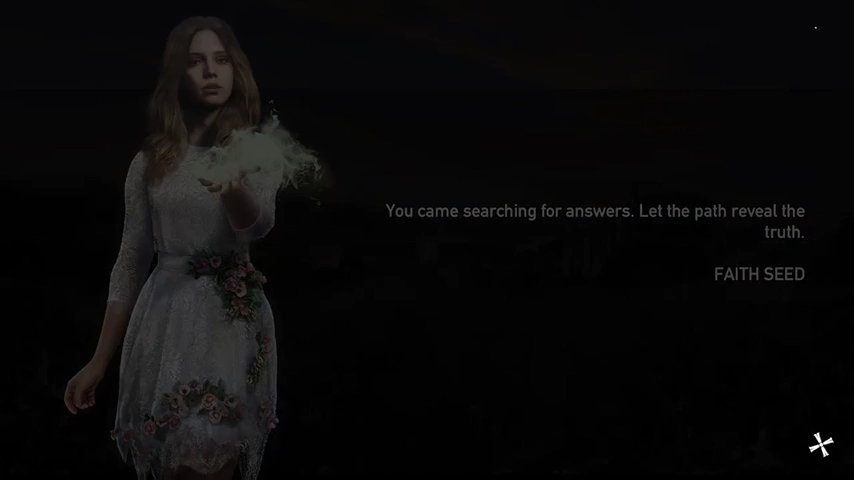 You came searching for answers. Let the path reveal the
truth.
FAITH SEED